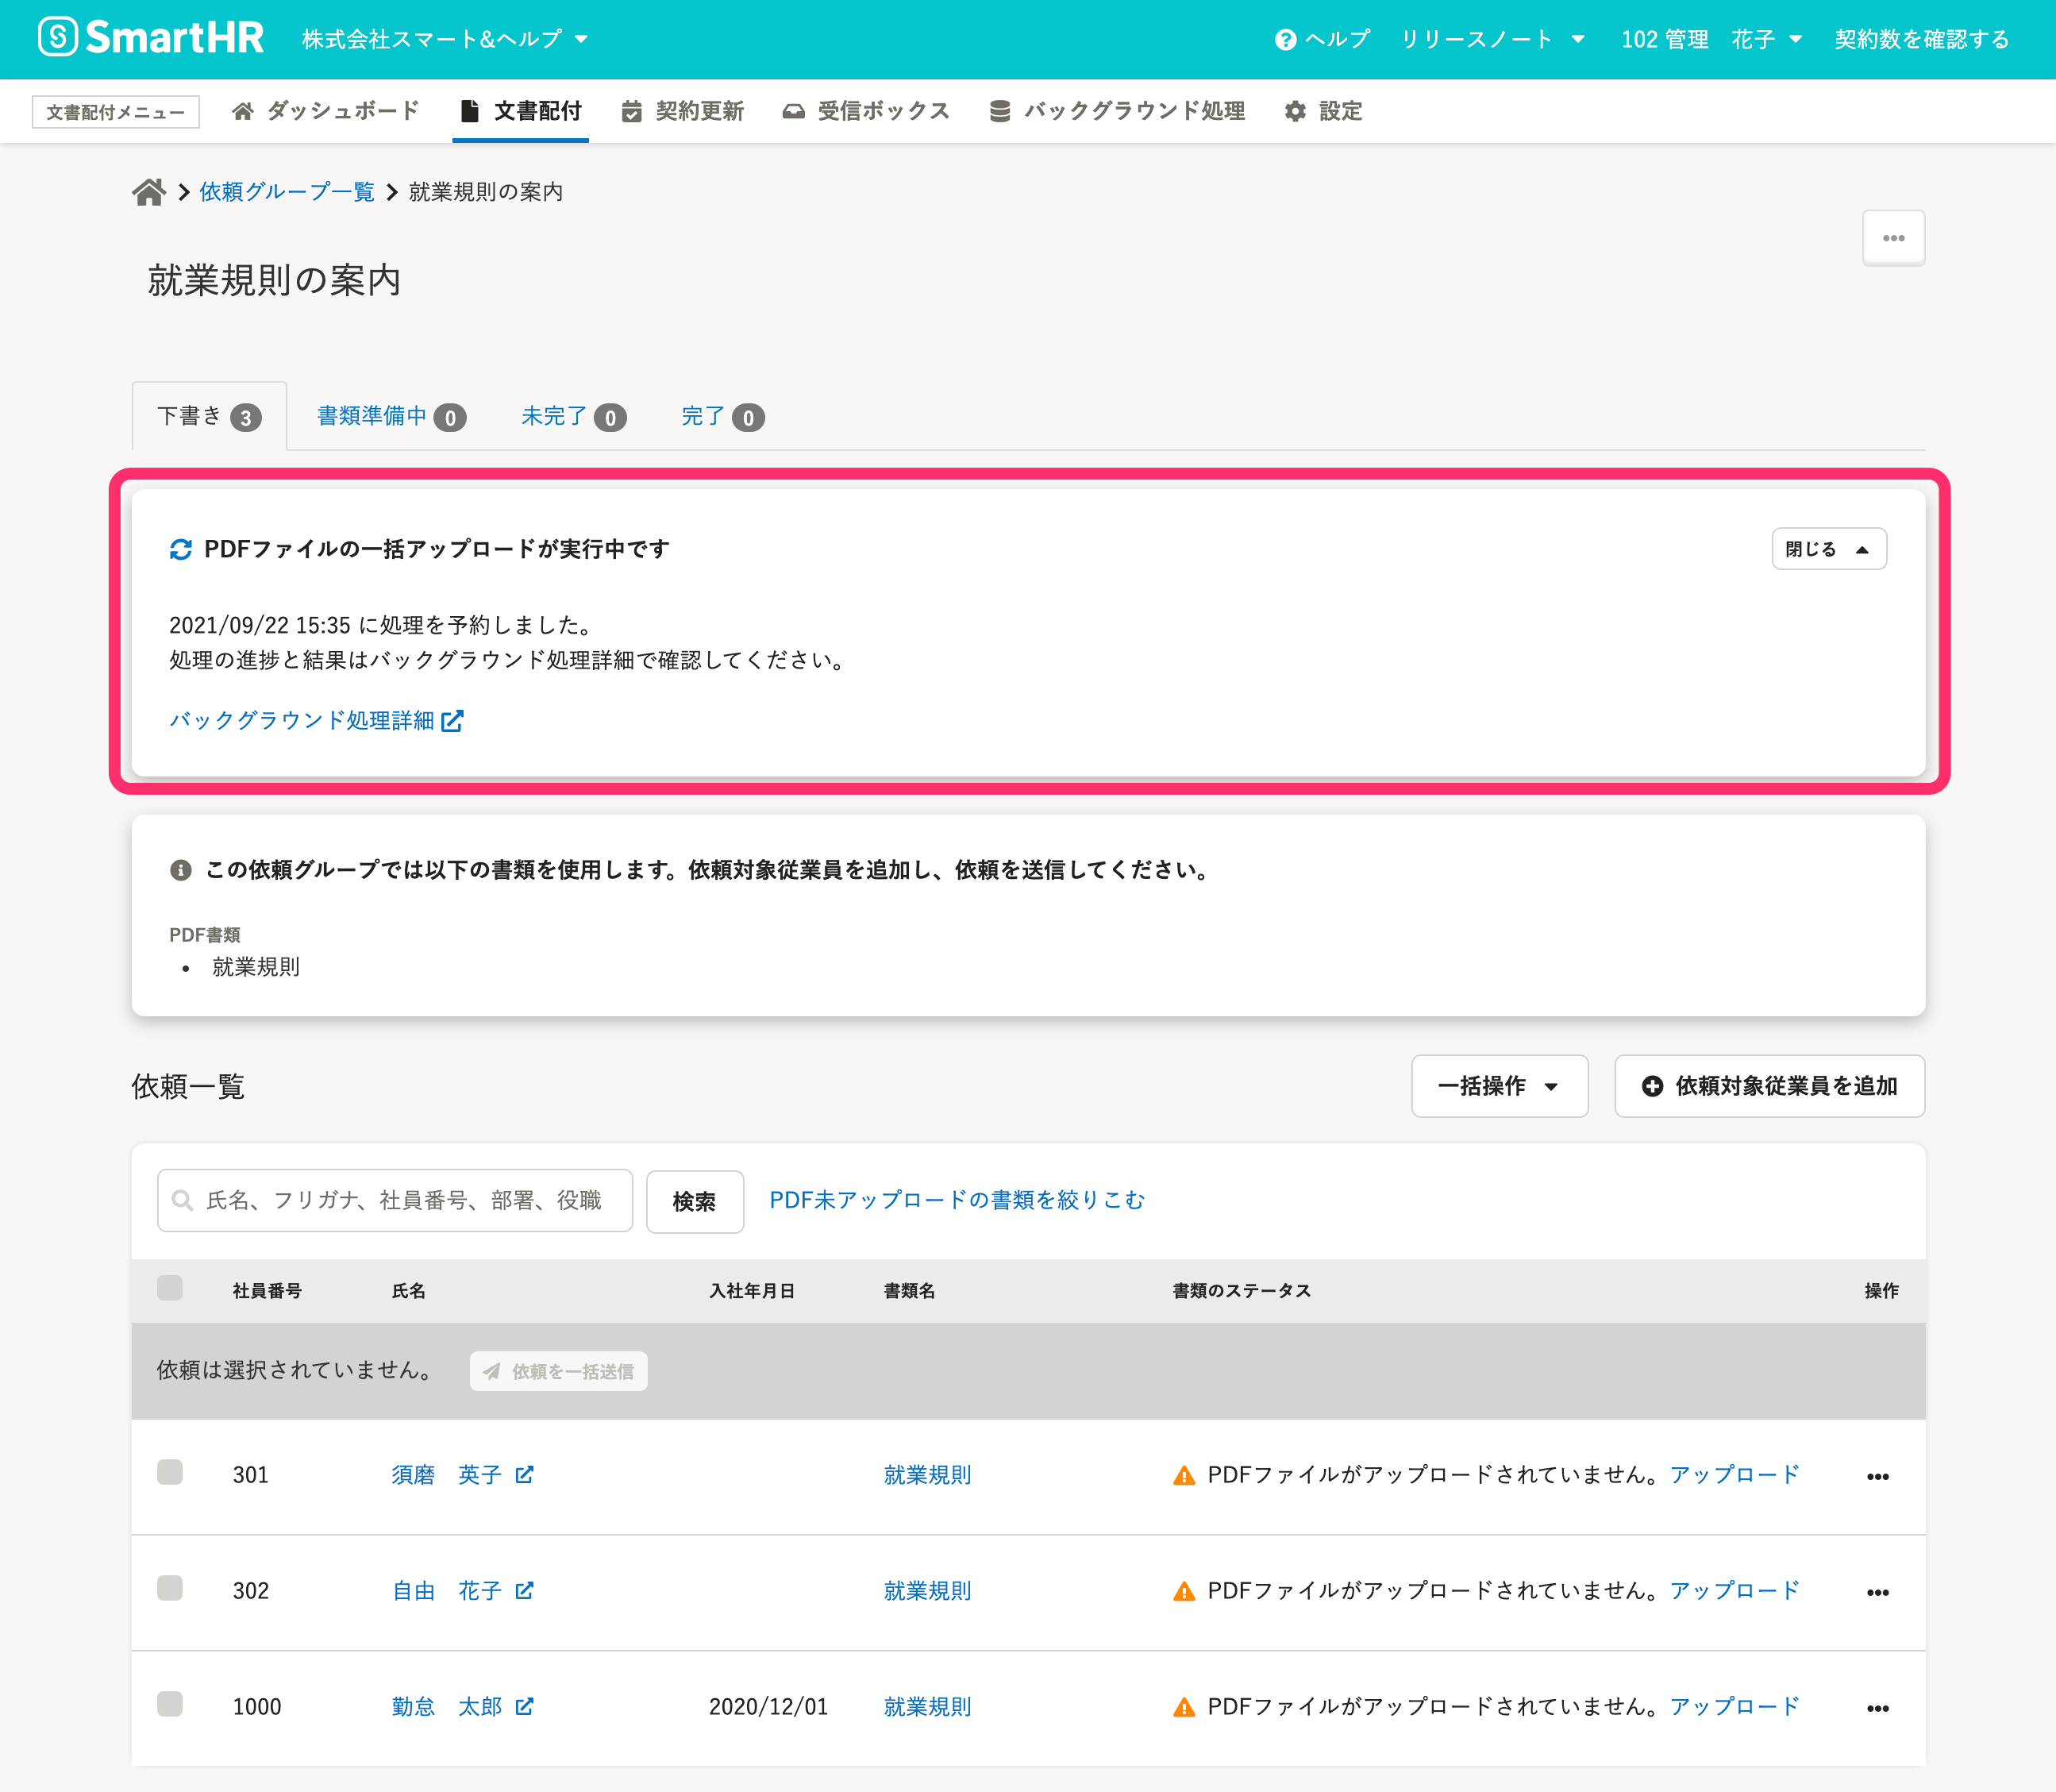 SmartHR 株式会社スマート&ヘルプ ヘルプ リリースノート 102 管理　花子 契約数を確認する
文書配付メニュー ダッシュボード 文書配付 契約更新 受信ボックス バックグラウンド処理 設定
依頼グループ一覧 就業規則の案内
就業規則の案内
下書き 3 書類準備中 0 未完了 0 完了 0
PDFファイルの一括アップロードが実行中です 閉じる
2021/09/22 15:35 に処理を予約しました。
処理の進捗と結果はバックグラウンド処理詳細で確認してください。
バックグラウンド処理詳細
この依頼グループでは以下の書類を使用します。依頼対象従業員を追加し、依頼を送信してください。
PDF書類
• 就業規則
依頼一覧 一括操作 依頼対象従業員を追加
氏名、フリガナ、社員番号、部署、役職 検索 PDF未アップロードの書類を絞りこむ
社員番号 氏名 入社年月日 書類名 書類のステータス 操作
依頼は選択されていません。 依頼を一括送信
301 須磨　英子 就業規則 PDFファイルがアップロードされていません。アップロード
302 自由　花子 就業規則 PDFファイルがアップロードされていません。アップロード
1000 勤怠　太郎 2020/12/01 就業規則 PDFファイルがアップロードされていません。アップロード